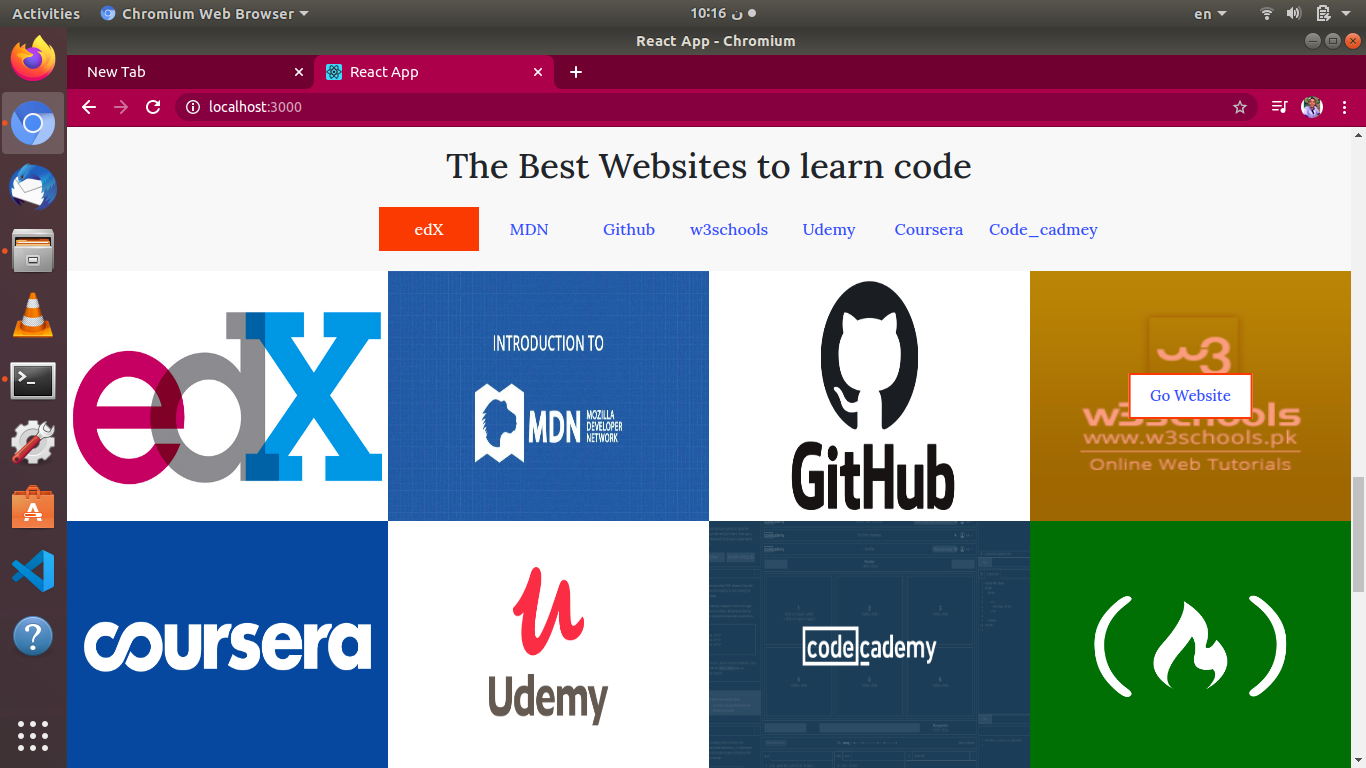 Activities
Chromium Web Browser
10:16 ن
en
React App - Chromium
New Tab
React App
localhost:3000
The Best Websites to learn code
edX
MDN
Github
w3schools
Udemy
Coursera
Code_cadmey
edX
INTRODUCTION TO
MDN
MOZILLA
DEVELOPER
NETWORK
GitHub
w3
Go Website
w3schools
www.w3schools.pk
Online Web Tutorials
coursera
Udemy
codecademy